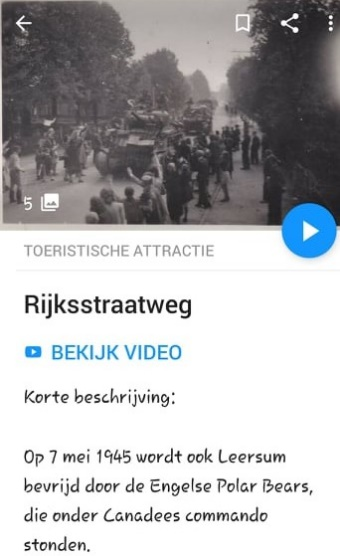 5
TOERISTISCHE ATTRACTIE
Rijksstraatweg
BEKIJK VIDEO
Korte beschrijving:
Op 7 mei 1945 wordt ook Leersum
bevrijd door de Engelse Polar Bears,
die onder Canadees commando
stonden.